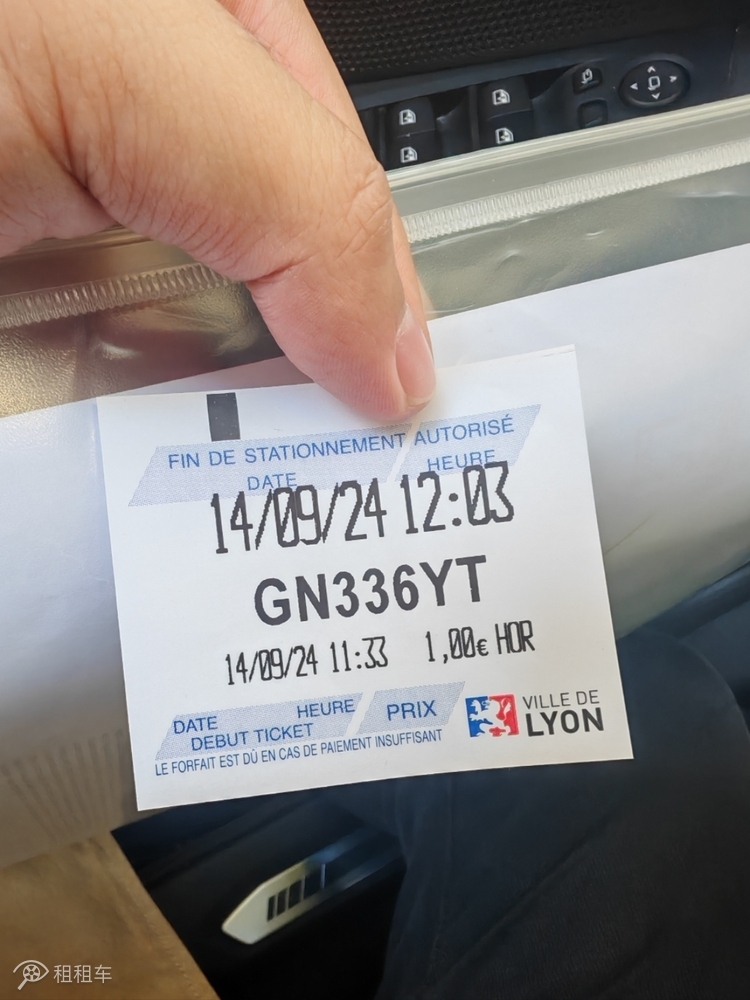 FIN DE STATIONNEMENT AUTORISÉ
DATE HEURE
14/09/24 12:03
GN336YT
14/09/24 11:33 1,00€ HOR
DATE HEURE PRIX
DEBUT TICKET
LE FORFAIT EST DÛ EN CAS DE PAIEMENT INSUFFISANT
VILLE DE
LYON
租租车